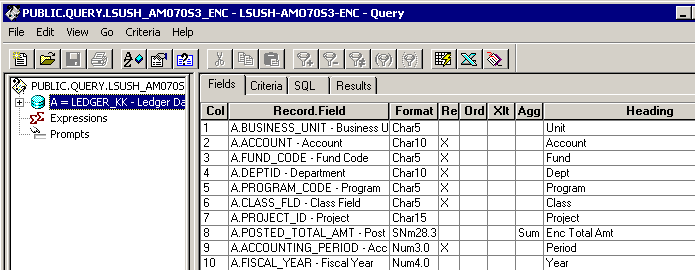 PUBLIC.QUERY.LSUSH_AM070S3_ENC - LSUSH-AMO70S3-ENC - Query
File Edit View Go Criteria Help
PUBLIC.QUERY.LSUSH_AM070S
A = LEDGER_KK - Ledger Da
Expressions
Prompts
Fields Criteria SQL Results
Col Record.Field Format Re Ord Xlt Agg Heading
1 A.BUSINESS_UNIT - Business U Char5 Unit
2 A.ACCOUNT - Account Char10 X Account
3 A.FUND_CODE - Fund Code Char5 X Fund
4 A.DEPTID - Department Char10 X Dept
5 A.PROGRAM_CODE - Program Char5 X Program
6 A.CLASS_FLD - Class Field Char5 X Class
7 A.PROJECT_ID - Project Char15 Project
8 A.POSTED_TOTAL_AMT - Post SNm28.3 Sum Enc Total Amt
9 A.ACCOUNTING_PERIOD - Acc Num3.0 X Period
10 A.FISCAL_YEAR - Fiscal Year Num4.0 Year